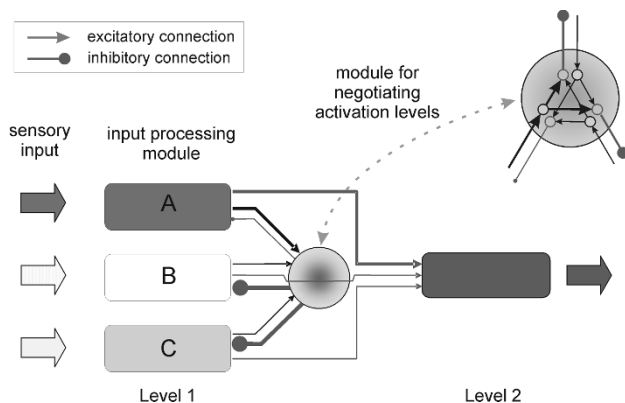 excitatory connection
inhibitory connection
module for
negotiating
activation levels
sensory
input
input processing
module
A
B
C
Level 1
Level 2